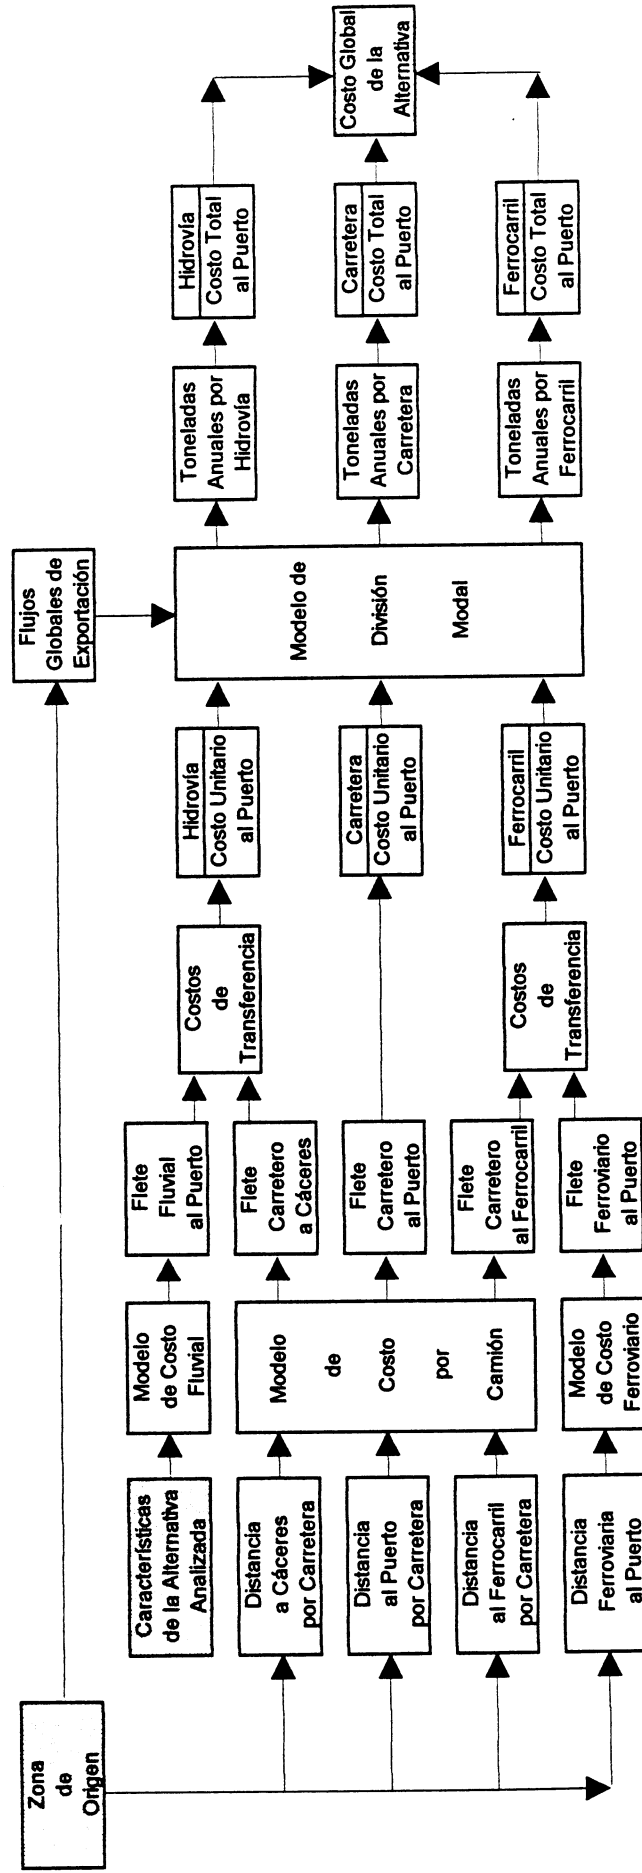 Zona
de
Origen
Flujos
Globales de
Exportación
Características
de la Alternativa
Analizada
Distancia
a Cáceres
por Carretera
Distancia
al Puerto
por Carretera
Distancia
al Ferrocarril
por Carretera
Distancia
Ferroviaria
al Puerto
Modelo
de Costo
Fluvial
Modelo
de
Costo
por
Camión
Modelo
de Costo
Ferroviario
Flete
Fluvial
al Puerto
Flete
Carretero
a Cáceres
Flete
Carretero
al Puerto
Flete
Carretero
al Ferrocarril
Flete
Ferroviario
al Puerto
Costos
de
Transferencia
Costos
de
Transferencia
Hidrovía
Costo Unitario
al Puerto
Carretera
Costo Unitario
al Puerto
Ferrocarril
Costo Unitario
al Puerto
Modelo de
División
Modal
Toneladas
Anuales por
Hidrovía
Toneladas
Anuales por
Carretera
Toneladas
Anuales por
Ferrocarril
Hidrovía
Costo Total
al Puerto
Carretera
Costo Total
al Puerto
Ferrocarril
Costo Total
al Puerto
Costo Global
de la
Alternativa